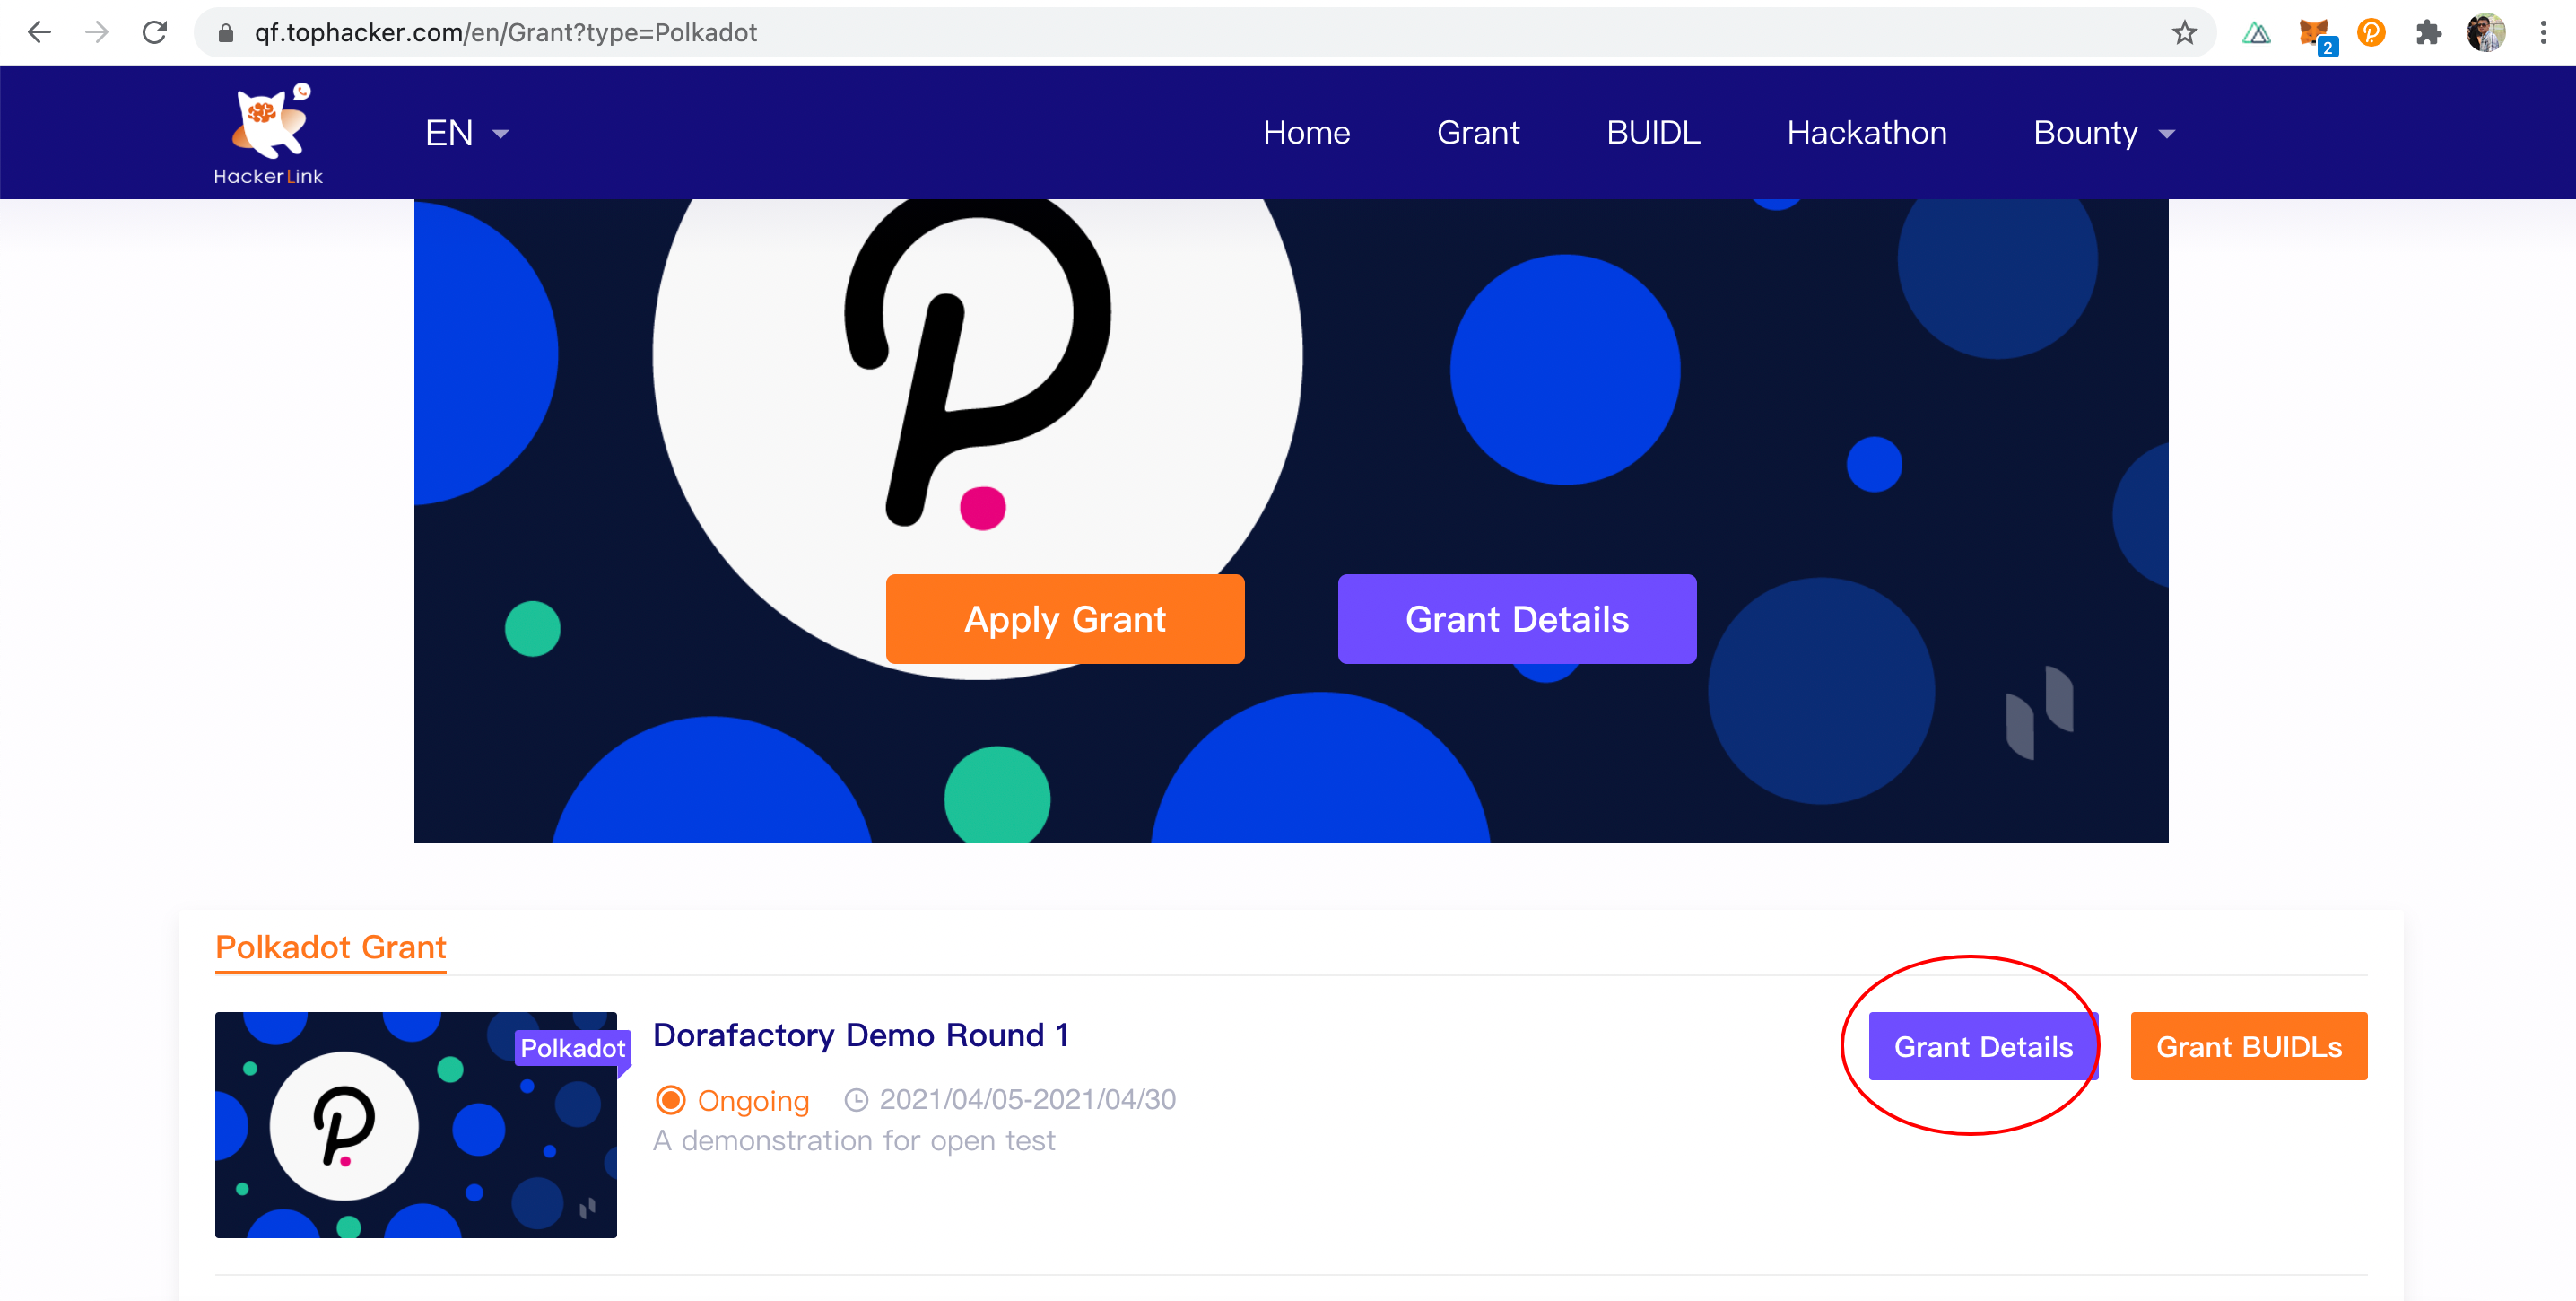 qf.tophacker.com/en/Grant?type=Polkadot
2
HackerLink
EN
Home Grant BUIDL Hackathon Bounty
Apply Grant Grant Details
Polkadot Grant
Polkadot
Dorafactory Demo Round 1
Ongoing 2021/04/05-2021/04/30
A demonstration for open test
Grant Details Grant BUIDLs